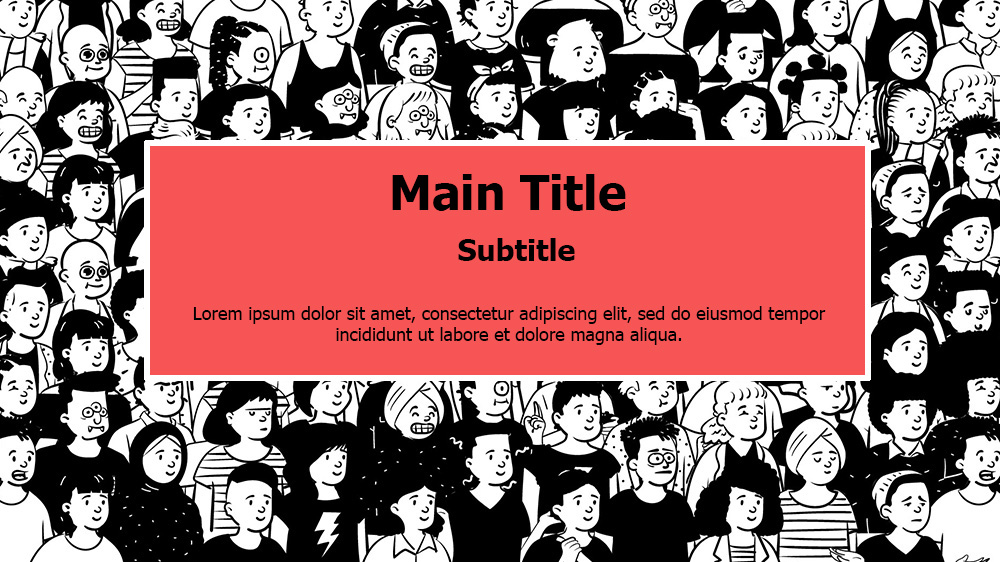 Main Title
Subtitle
Lorem ipsum dolor sit amet, consectetur adipiscing elit, sed do eiusmod tempor
incididunt ut labore et dolore magna aliqua.